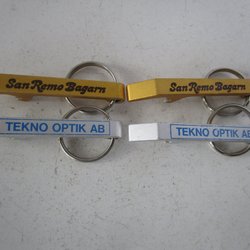 San Remo Bagarn San Remo Bagarn
TEKNO OPTIK AB TEKNO OPTIK AB